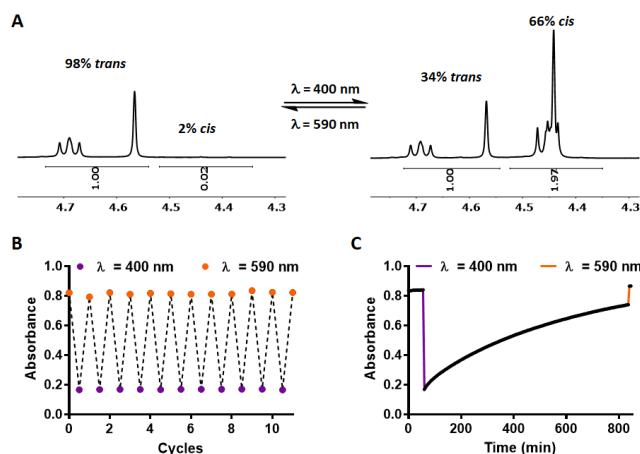 A
98% trans
2% cis
1.00
0.02
4.7 4.6 4.5 4.4 4.3
λ = 400 nm
λ = 590 nm
66% cis
34% trans
1.00
1.97
4.7 4.6 4.5 4.4 4.3
B
λ = 400 nm λ = 590 nm
Absorbance
1.0
0.8
0.6
0.4
0.2
0.0
0 2 4 6 8 10
Cycles
C
λ = 400 nm λ = 590 nm
Absorbance
1.0
0.8
0.6
0.4
0.2
0.0
0 200 400 600 800
Time (min)